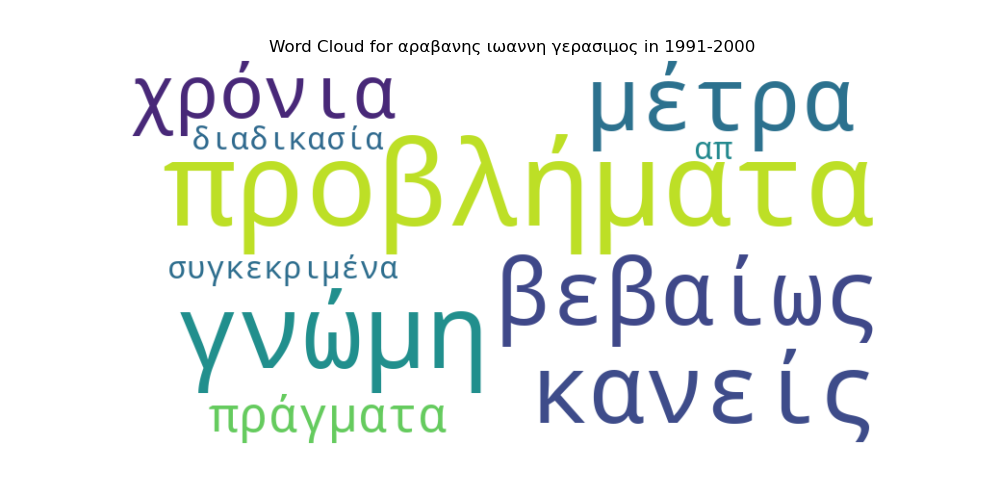 Word Cloud for αραβανης ιωαννη γερασιμος in 1991-2000
χρόνια
μέτρα
διαδικασία
απ
προβλήματα
συγκεκριμένα
βεβαίως
γνώμη
κανείς
πράγματα